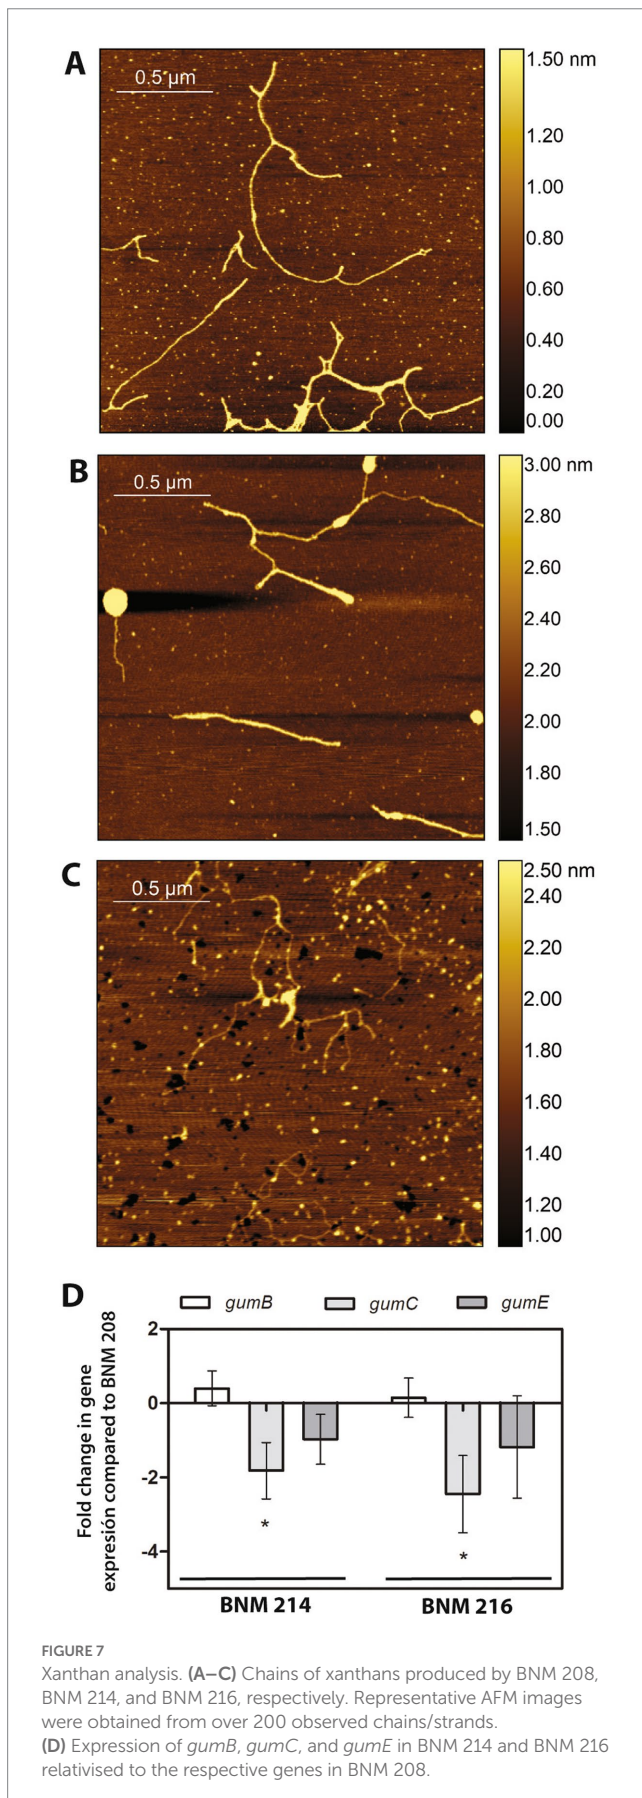 A
0.5 µm
1.50 nm
1.20
1.00
0.80
0.60
0.40
0.20
0.00
B
0.5 µm
3.00 nm
2.80
2.60
2.40
2.20
2.00
1.80
1.50
C
0.5 µm
2.50 nm
2.40
2.20
2.00
1.80
1.60
1.40
1.20
1.00
D
gumB gumC gumE
Fold change in gene
expresión compared to BNM 208
2
0
-2
-4
* *
BNM 214 BNM 216
FIGURE 7
Xanthan analysis. (A–C) Chains of xanthans produced by BNM 208,
BNM 214, and BNM 216, respectively. Representative AFM images
were obtained from over 200 observed chains/strands.
(D) Expression of gumB, gumC, and gumE in BNM 214 and BNM 216
relativised to the respective genes in BNM 208.